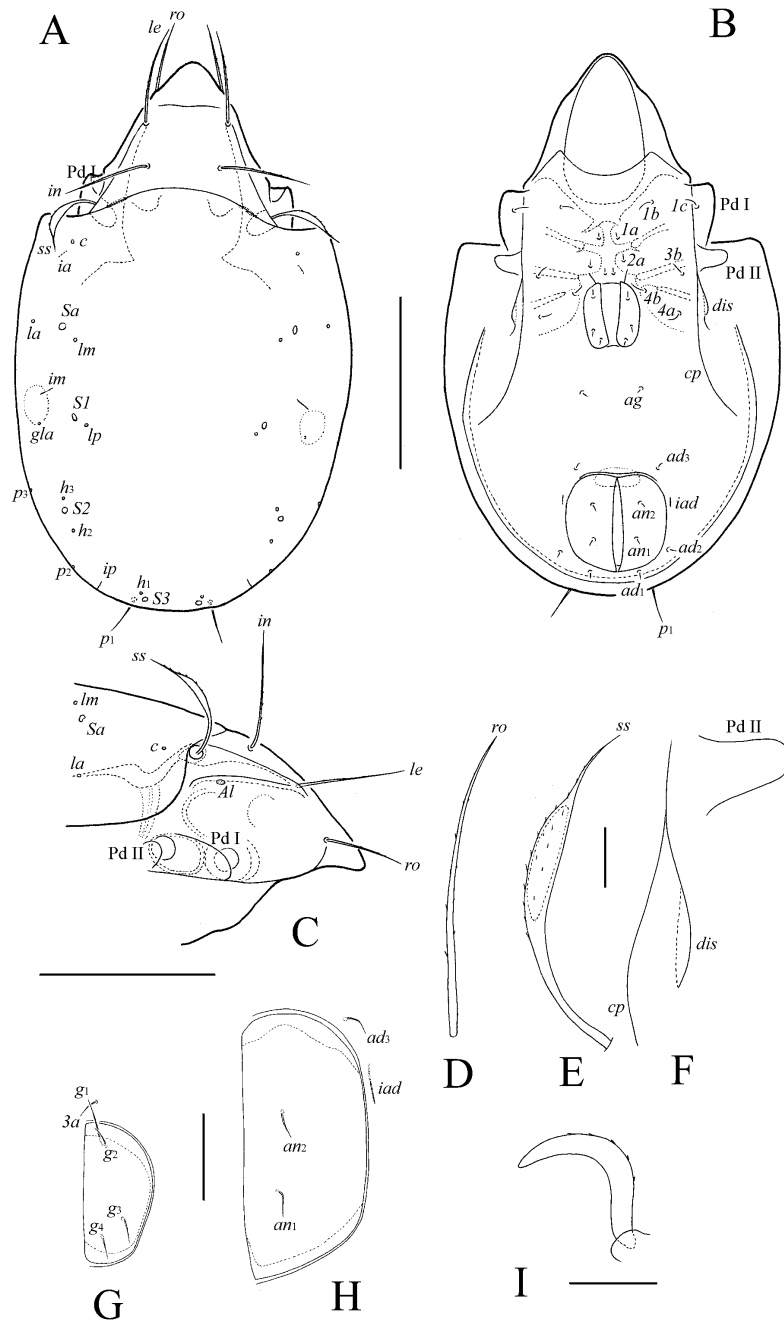 A
le ro
B
Pd I
in
ss
c
ia
Sa
la
lm
im
S1
gla
lp
p3
h3
S2
h2
p2
ip
h1
S3
p1
1b 1c Pd I
1a
2a 3b
Pd II
4b
4a
dis
cp
ag
ad3
iad
an2
an1
ad2
ad1
p1
ss
in
lm
Sa
c
la
Al
le
Pd II
Pd I
ro
C
ro
ss
Pd II
dis
cp
D
E
F
g1
3a
g2
g3
g4
G
ad3
iad
an2
an1
H
I